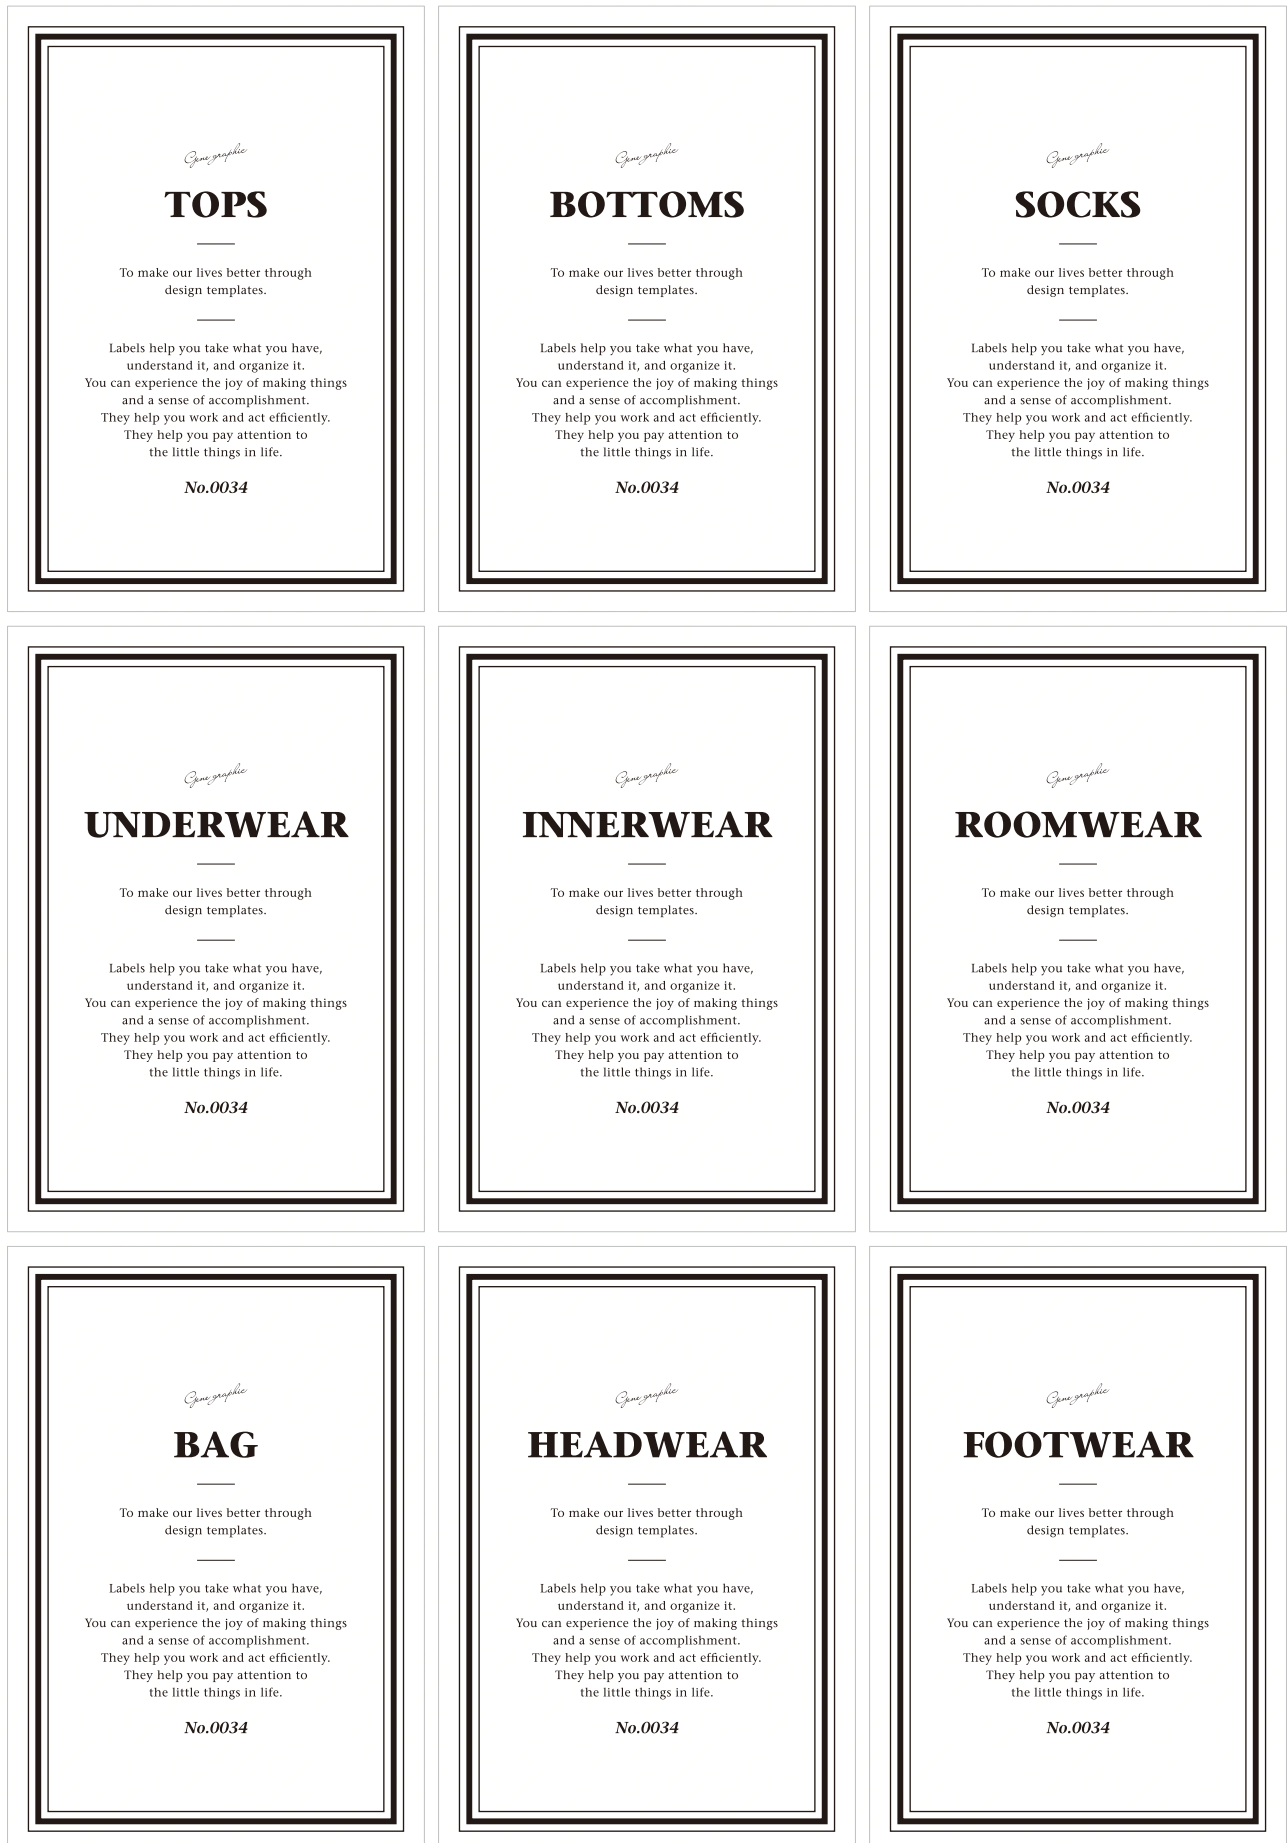 Gene graphic
TOPS
To make our lives better through
design templates.
Labels help you take what you have,
understand it, and organize it.
You can experience the joy of making things
and a sense of accomplishment.
They help you work and act efficiently.
They help you pay attention to
the little things in life.
No.0034
Gene graphic
BOTTOMS
To make our lives better through
design templates.
Labels help you take what you have,
understand it, and organize it.
You can experience the joy of making things
and a sense of accomplishment.
They help you work and act efficiently.
They help you pay attention to
the little things in life.
No.0034
Gene graphic
SOCKS
To make our lives better through
design templates.
Labels help you take what you have,
understand it, and organize it.
You can experience the joy of making things
and a sense of accomplishment.
They help you work and act efficiently.
They help you pay attention to
the little things in life.
No.0034
Gene graphic
UNDERWEAR
To make our lives better through
design templates.
Labels help you take what you have,
understand it, and organize it.
You can experience the joy of making things
and a sense of accomplishment.
They help you work and act efficiently.
They help you pay attention to
the little things in life.
No.0034
Gene graphic
INNERWEAR
To make our lives better through
design templates.
Labels help you take what you have,
understand it, and organize it.
You can experience the joy of making things
and a sense of accomplishment.
They help you work and act efficiently.
They help you pay attention to
the little things in life.
No.0034
Gene graphic
ROOMWEAR
To make our lives better through
design templates.
Labels help you take what you have,
understand it, and organize it.
You can experience the joy of making things
and a sense of accomplishment.
They help you work and act efficiently.
They help you pay attention to
the little things in life.
No.0034
Gene graphic
BAG
To make our lives better through
design templates.
Labels help you take what you have,
understand it, and organize it.
You can experience the joy of making things
and a sense of accomplishment.
They help you work and act efficiently.
They help you pay attention to
the little things in life.
No.0034
Gene graphic
HEADWEAR
To make our lives better through
design templates.
Labels help you take what you have,
understand it, and organize it.
You can experience the joy of making things
and a sense of accomplishment.
They help you work and act efficiently.
They help you pay attention to
the little things in life.
No.0034
Gene graphic
FOOTWEAR
To make our lives better through
design templates.
Labels help you take what you have,
understand it, and organize it.
You can experience the joy of making things
and a sense of accomplishment.
They help you work and act efficiently.
They help you pay attention to
the little things in life.
No.0034